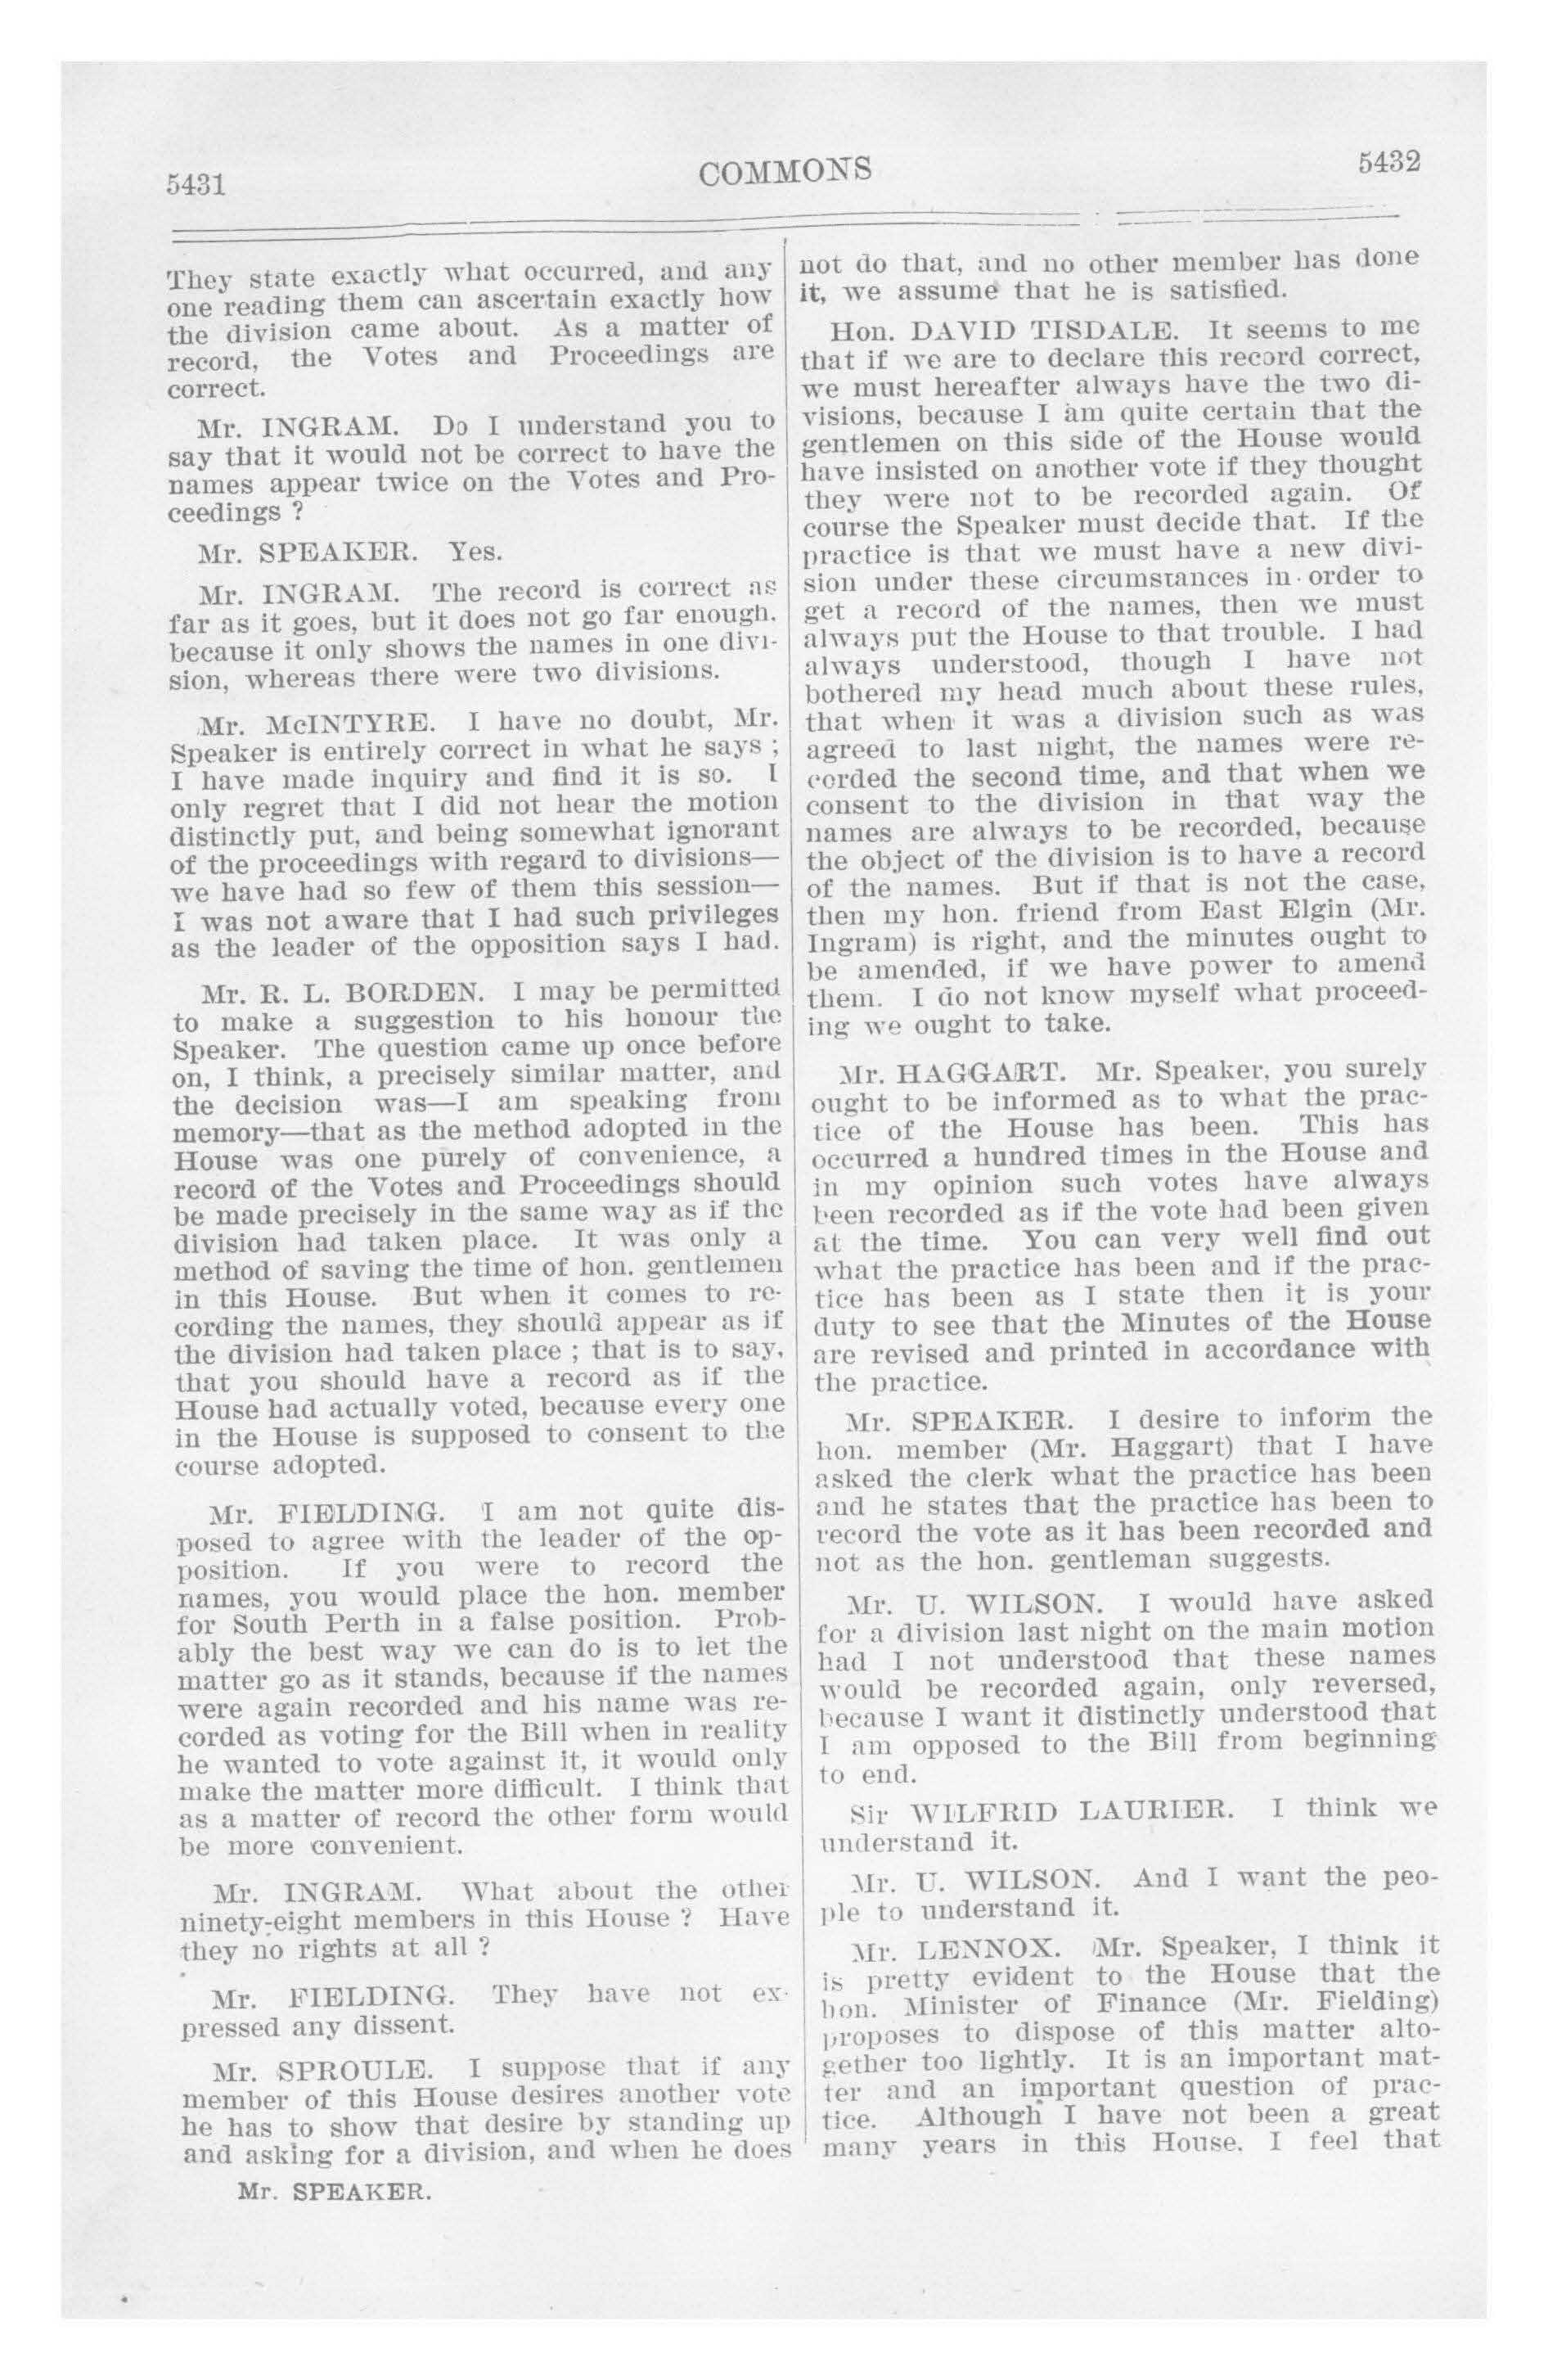 5431
COMMONS
5432
They state exactly what occurred, and any
one reading them can ascertain exactly how
the division came about. As a matter of
record, the Votes and Proceedings are
correct.
Mr. INGRAM. Do I understand you to
say that it would not be correct to have the
names appear twice on the Votes and Pro-
ceedings ?
Mr. SPEAKER. Yes.
Mr. INGRAM. The record is correct as
far as it goes, but it does not go far enough.
because it only shows the names in one divi-
sion, whereas there were two divisions.
Mr. McINTYRE. I have no doubt, Mr.
Speaker is entirely correct in what he says ;
I have made inquiry and find it is so. I
only regret that I did not hear the motion
distinctly put, and being somewhat ignorant
of the proceedings with regard to divisions—
we have had so few of them this session—
I was not aware that I had such privileges
as the leader of the opposition says I had.
Mr. R. L. BORDEN. I may be permitted
to make a suggestion to his honour the
Speaker. The question came up once before
on, I think, a precisely similar matter, and
the decision was—I am speaking from
memory—that as the method adopted in the
House was one purely of convenience, a
record of the Votes and Proceedings should
be made precisely in the same way as if the
division had taken place. It was only a
method of saving the time of hon. gentlemen
in this House. But when it comes to re-
cording the names, they should appear as if
the division had taken place ; that is to say,
that you should have a record as if the
House had actually voted, because every one
in the House is supposed to consent to the
course adopted.
Mr. FIELDING. I am not quite dis-
posed to agree with the leader of the op-
position. If you were to record the
names, you would place the hon. member
for South Perth in a false position. Prob-
ably the best way we can do is to let the
matter go as it stands, because if the names
were again recorded and his name was re-
corded as voting for the Bill when in reality
he wanted to vote against it, it would only
make the matter more difficult. I think that
as a matter of record the other form would
be more convenient.
Mr. INGRAM. What about the other
ninety-eight members in this House ? Have
they no rights at all ?
Mr. FIELDING. They have not ex-
pressed any dissent.
Mr. SPROULE. I suppose that if any
member of this House desires another vote
he has to show that desire by standing up
and asking for a division, and when he does
Mr. SPEAKER.
not do that, and no other member has done
it, we assume that he is satisfied.
Hon. DAVID TISDALE. It seems to me
that if we are to declare this record correct,
we must hereafter always have the two di-
visions, because I am quite certain that the
gentlemen on this side of the House would
have insisted on another vote if they thought
they were not to be recorded again. Of
course the Speaker must decide that. If the
practice is that we must have a new divi-
sion under these circumstances in order to
get a record of the names, then we must
always put the House to that trouble. I had
always understood, though I have not
bothered my head much about these rules,
that when it was a division such as was
agreed to last night, the names were re-
corded the second time, and that when we
consent to the division in that way the
names are always to be recorded, because
the object of the division is to have a record
of the names. But if that is not the case,
then my hon. friend from East Elgin (Mr.
Ingram) is right, and the minutes ought to
be amended, if we have power to amend
them. I do not know myself what proceed-
ing we ought to take.
Mr. HAGGART. Mr. Speaker, you surely
ought to be informed as to what the prac-
tice of the House has been. This has
occurred a hundred times in the House and
in my opinion such votes have always
been recorded as if the vote had been given
at the time. You can very well find out
what the practice has been and if the prac-
tice has been as I state then it is your
duty to see that the Minutes of the House
are revised and printed in accordance with
the practice.
Mr. SPEAKER. I desire to inform the
hon. member (Mr. Haggart) that I have
asked the clerk what the practice has been
and he states that the practice has been to
record the vote as it has been recorded and
not as the hon. gentleman suggests.
Mr. U. WILSON. I would have asked
for a division last night on the main motion
had I not understood that these names
would be recorded again, only reversed,
because I want it distinctly understood that
I am opposed to the Bill from beginning
to end.
Sir WILFRID LAURIER. I think we
understand it.
Mr. U. WILSON. And I want the peo-
ple to understand it.
Mr. LENNOX. Mr. Speaker, I think it
is pretty evident to the House that the
hon. Minister of Finance (Mr. Fielding)
proposes to dispose of this matter alto-
gether too lightly. It is an important mat-
ter and an important question of prac-
tice. Although I have not been a great
many years in this House, I feel that